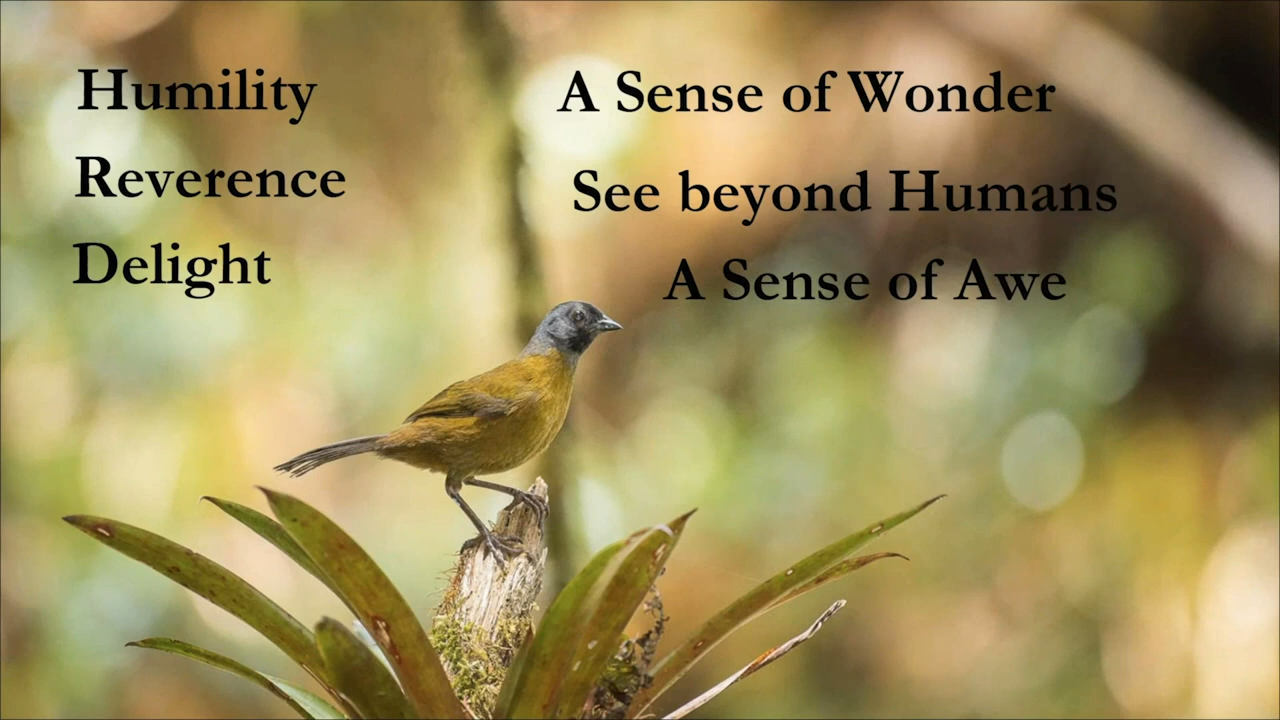 Humility
Reverence
Delight
A Sense of Wonder
See beyond Humans
A Sense of Awe